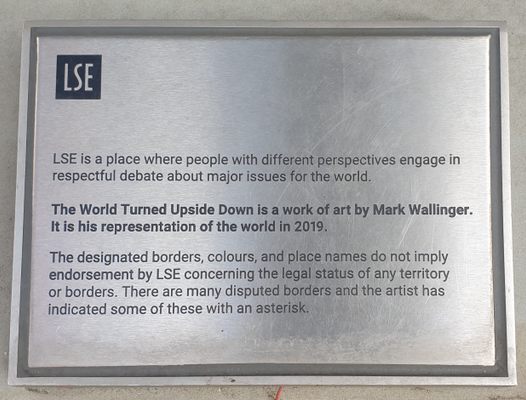 LSE
LSE is a place where people with different perspectives engage in
respectful debate about major issues for the world.
The World Turned Upside Down is a work of art by Mark Wallinger.
It is his representation of the world in 2019.
The designated borders, colours, and place names do not imply
endorsement by LSE concerning the legal status of any territory
or borders. There are many disputed borders and the artist has
indicated some of these with an asterisk.